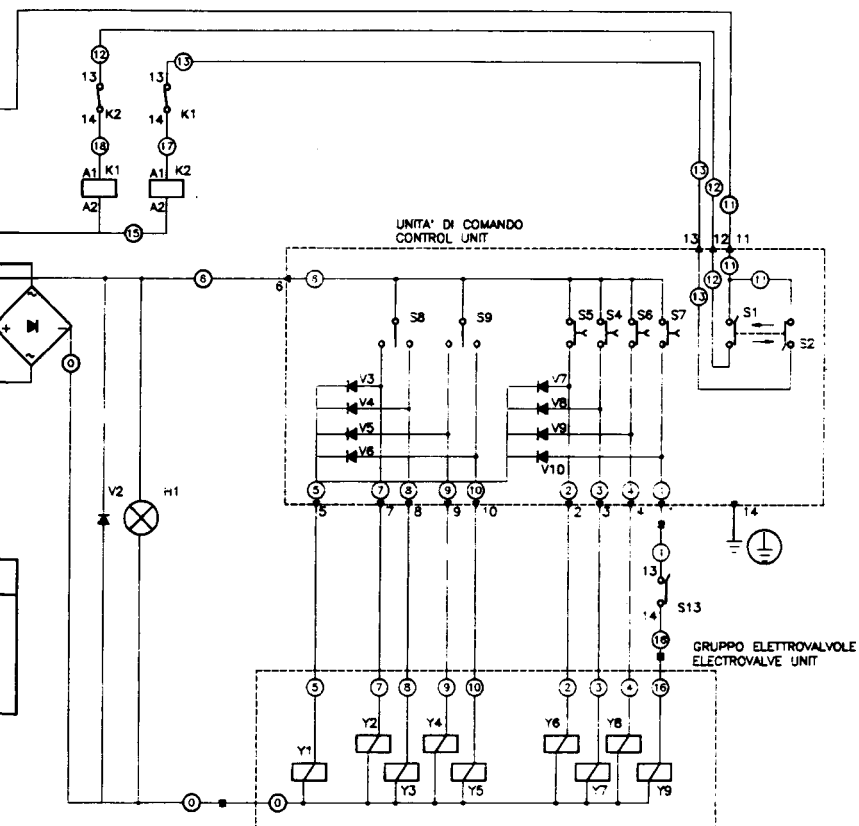 12
13
13
13
14
K2
14
K1
18
17
A1
K1
A1
K2
A2
A2
15
13
12
11
UNITA' DI COMANDO
CONTROL UNIT
13
12
11
6
6
6
11
11
12
13
S8
S9
S5
S4
S6
S7
S1
S2
~
+
-
~
0
V3
V4
V5
V6
V7
V8
V9
V10
V2
H1
5
7
8
9
10
2
3
4
5
7
8
9
10
2
3
4
14
13
14
S13
16
GRUPPO ELETTROVALVOLE
ELECTROVALVE UNIT
5
7
8
9
10
2
3
4
16
Y1
Y2
Y3
Y4
Y5
Y6
Y7
Y8
Y9
0
0